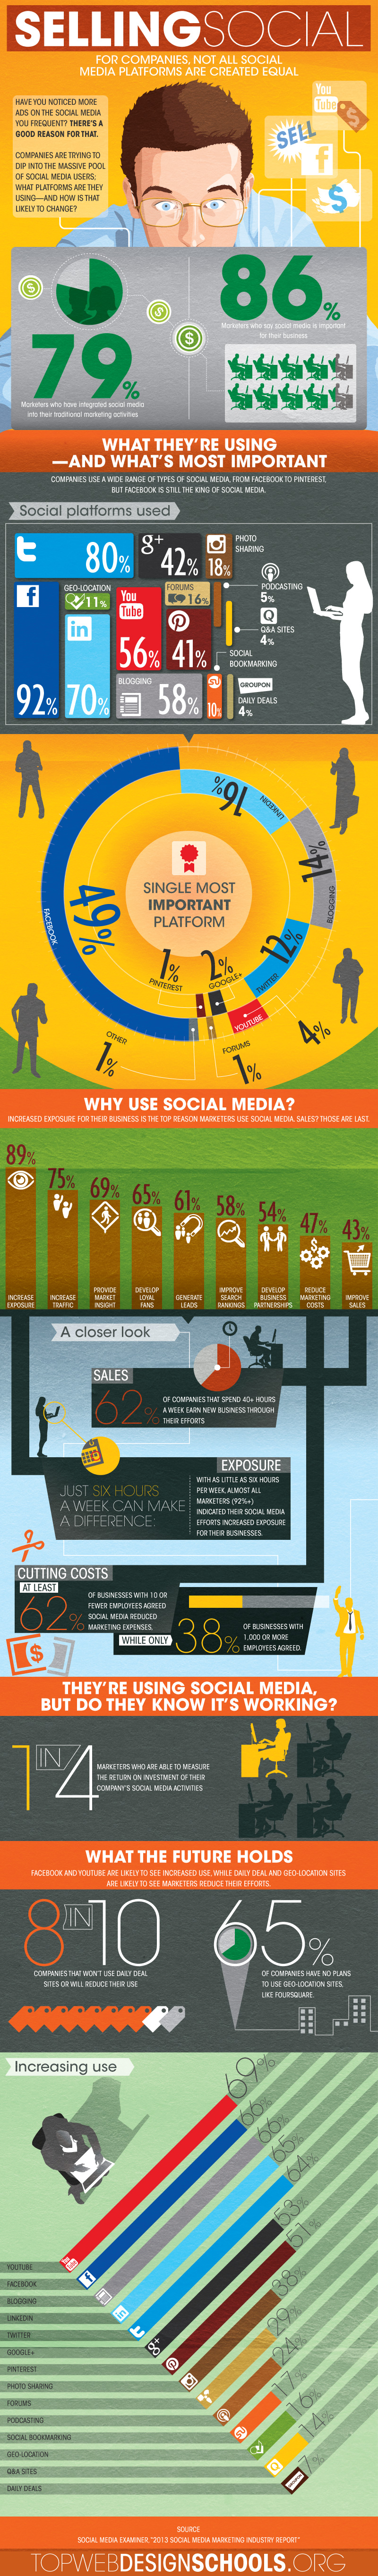 SELLINGSOCIAL
FOR COMPANIES, NOT ALL SOCIAL
MEDIA PLATFORMS ARE CREATED EQUAL
HAVE YOU NOTICED MORE
ADS ON THE SOCIAL MEDIA
YOU FREQUENT? THERE'S A
GOOD REASON FOR THAT.
COMPANIES ARE TRYING TO
DIP INTO THE MASSIVE POOL
OF SOCIAL MEDIA USERS;
WHAT PLATFORMS ARE THEY
USING—AND HOW IS THAT
LIKELY TO CHANGE?
You
Tube
$
SELL
f
$
$
$
$
79%
Marketers who have integrated social media
into their traditional marketing activities
86%
Marketers who say social media is important
for their business
WHAT THEY'RE USING
—AND WHAT'S MOST IMPORTANT
COMPANIES USE A WIDE RANGE OF TYPES OF SOCIAL MEDIA, FROM FACEBOOK TO PINTEREST,
BUT FACEBOOK IS STILL THE KING OF SOCIAL MEDIA.
Social platforms used
80%
g+
42%
PHOTO
SHARING
18%
f
92%
GEO-LOCATION
11%
in
70%
You
Tube
56%
FORUMS
16%
41%
PODCASTING
5%
Q
Q&A SITES
4%
SOCIAL
BOOKMARKING
10%
BLOGGING
58%
GROUPON
DAILY DEALS
4%
SINGLE MOST
IMPORTANT
PLATFORM
FACEBOOK
49%
16%
LINKEDIN
14%
BLOGGING
12%
TWITTER
YOUTUBE
4%
2%
GOOGLE+
1%
PINTEREST
FORUMS
1%
OTHER
1%
WHY USE SOCIAL MEDIA?
INCREASED EXPOSURE FOR THEIR BUSINESS IS THE TOP REASON MARKETERS USE SOCIAL MEDIA. SALES? THOSE ARE LAST.
89%
INCREASE
EXPOSURE
75%
INCREASE
TRAFFIC
69%
PROVIDE
MARKET
INSIGHT
65%
DEVELOP
LOYAL
FANS
61%
GENERATE
LEADS
58%
IMPROVE
SEARCH
RANKINGS
54%
DEVELOP
BUSINESS
PARTNERSHIPS
47%
REDUCE
MARKETING
COSTS
43%
IMPROVE
SALES
A closer look
SALES
62%
OF COMPANIES THAT SPEND 40+ HOURS
A WEEK EARN NEW BUSINESS THROUGH
THEIR EFFORTS
EXPOSURE
JUST SIX HOURS
A WEEK CAN MAKE
A DIFFERENCE:
WITH AS LITTLE AS SIX HOURS
PER WEEK, ALMOST ALL
MARKETERS (92%+)
INDICATED THEIR SOCIAL MEDIA
EFFORTS INCREASED EXPOSURE
FOR THEIR BUSINESSES.
CUTTING COSTS
AT LEAST
62%
OF BUSINESSES WITH 10 OR
FEWER EMPLOYEES AGREED
SOCIAL MEDIA REDUCED
MARKETING EXPENSES.
WHILE ONLY
38%
OF BUSINESSES WITH
1,000 OR MORE
EMPLOYEES AGREED.
$
THEY'RE USING SOCIAL MEDIA,
BUT DO THEY KNOW IT'S WORKING?
1 IN 4
MARKETERS WHO ARE ABLE TO MEASURE
THE RETURN ON INVESTMENT OF THEIR
COMPANY'S SOCIAL MEDIA ACTIVITIES
WHAT THE FUTURE HOLDS
FACEBOOK AND YOUTUBE ARE LIKELY TO SEE INCREASED USE, WHILE DAILY DEAL AND GEO-LOCATION SITES
ARE LIKELY TO SEE MARKETERS REDUCE THEIR EFFORTS.
8 IN 10
COMPANIES THAT WON'T USE DAILY DEAL
SITES OR WILL REDUCE THEIR USE
65%
OF COMPANIES HAVE NO PLANS
TO USE GEO-LOCATION SITES,
LIKE FOURSQUARE.
Increasing use
69%
66%
66%
65%
64%
53%
51%
38%
29%
24%
17%
16%
14%
7%
YOUTUBE
FACEBOOK
BLOGGING
LINKEDIN
TWITTER
GOOGLE+
PINTEREST
PHOTO SHARING
FORUMS
PODCASTING
SOCIAL BOOKMARKING
GEO-LOCATION
Q&A SITES
DAILY DEALS
GROUPON
SOURCE
SOCIAL MEDIA EXAMINER, "2013 SOCIAL MEDIA MARKETING INDUSTRY REPORT"
TOPWEBDESIGNSCHOOLS.ORG